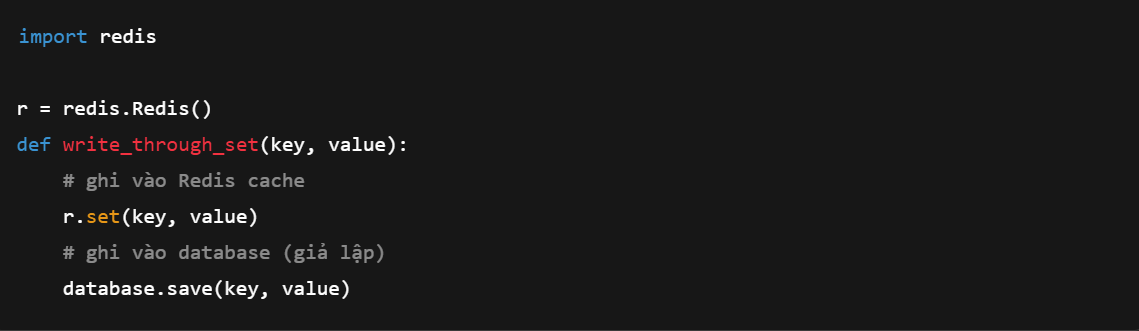 import redis

r = redis.Redis()
def write_through_set(key, value):
    # ghi vào Redis cache
    r.set(key, value)
    # ghi vào database (giả lập)
    database.save(key, value)